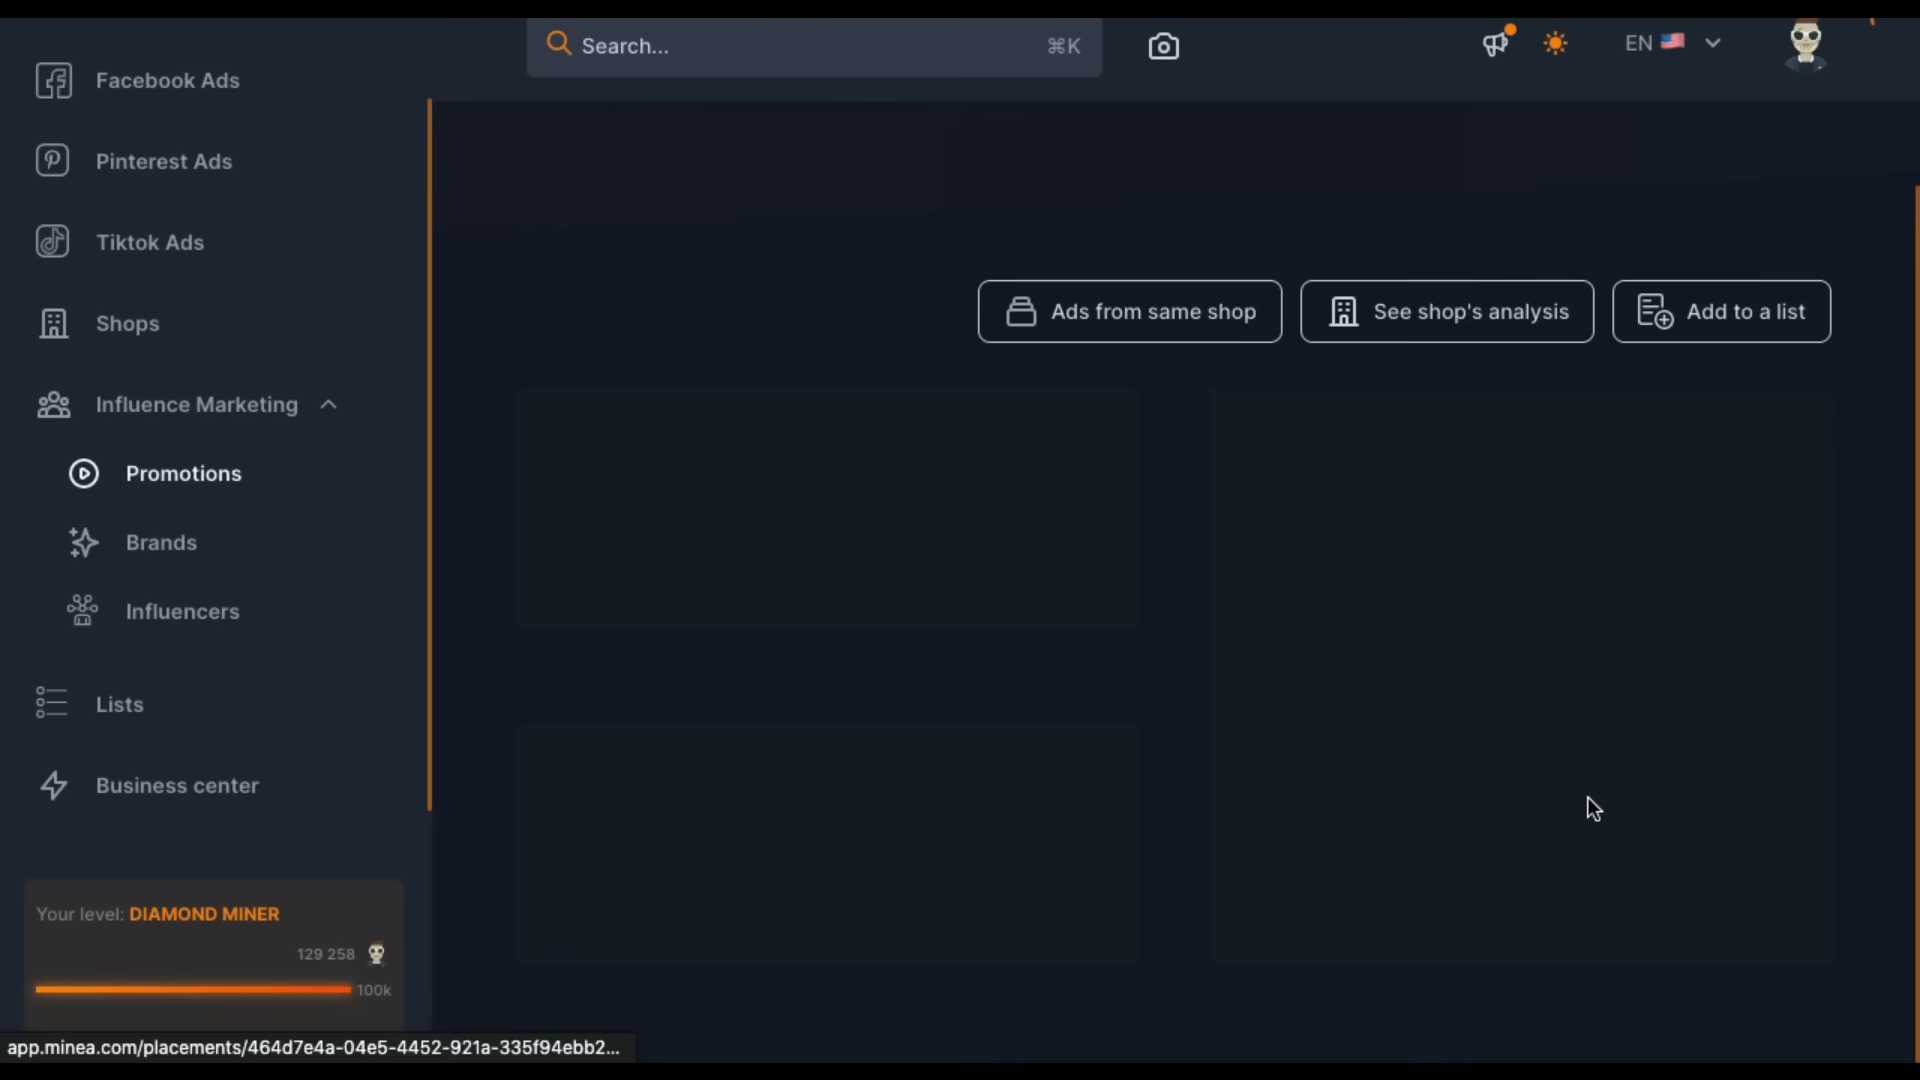 Search...
⌘K
EN
Facebook Ads
Pinterest Ads
Tiktok Ads
Shops
Influence Marketing
Promotions
Brands
Influencers
Lists
Business center
Ads from same shop
See shop's analysis
Add to a list
Your level: DIAMOND MINER
129 258
100k
app.minea.com/placements/464d7e4a-04e5-4452-921a-335f94ebb2...